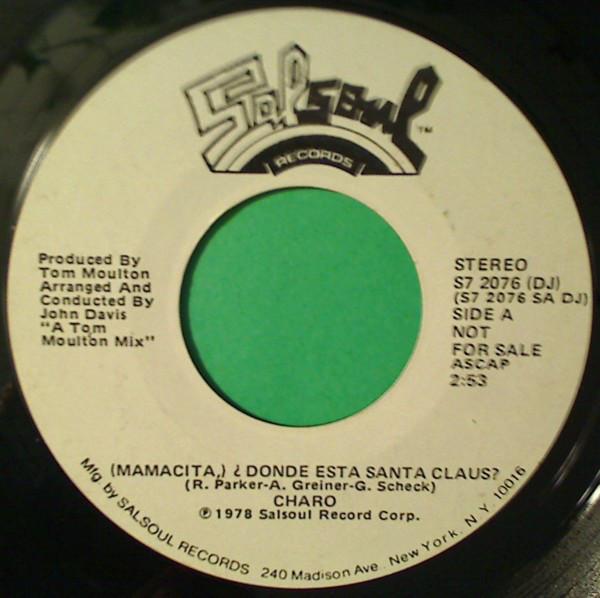 Salsoul ™
RECORDS
Produced By
Tom Moulton
Arranged And
Conducted By
John Davis
"A Tom
Moulton Mix"
STEREO
S7 2076 (DJ)
(S7 2076 SA DJ)
SIDE A
NOT
FOR SALE
ASCAP
2:53
(MAMACITA,) ¿ DONDE ESTA SANTA CLAUS?
(R. Parker-A. Greiner-G. Scheck)
CHARO
℗ 1978 Salsoul Record Corp.
Mfg. by SALSOUL RECORDS 240 Madison Ave., New York, N.Y. 10016